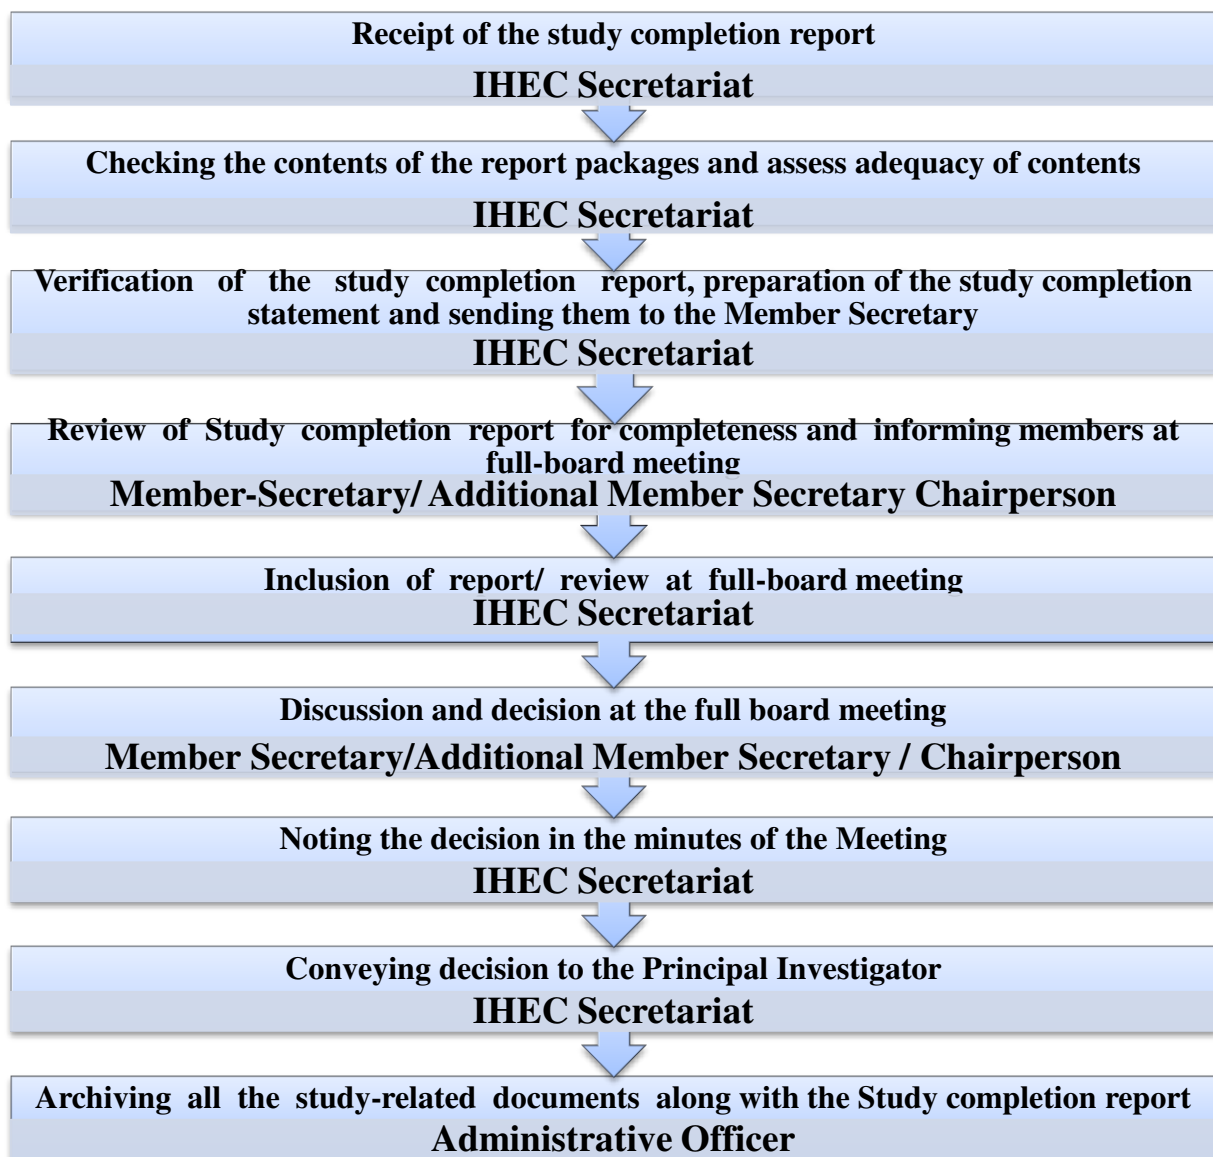 Receipt of the study completion report
IHEC Secretariat
Checking the contents of the report packages and assess adequacy of contents
IHEC Secretariat
Verification of the study completion report, preparation of the study completion
statement and sending them to the Member Secretary
IHEC Secretariat
Review of Study completion report for completeness and informing members at
full-board meeting
Member-Secretary/ Additional Member Secretary Chairperson
Inclusion of report/ review at full-board meeting
IHEC Secretariat
Discussion and decision at the full board meeting
Member Secretary/Additional Member Secretary / Chairperson
Noting the decision in the minutes of the Meeting
IHEC Secretariat
Conveying decision to the Principal Investigator
IHEC Secretariat
Archiving all the study-related documents along with the Study completion report
Administrative Officer